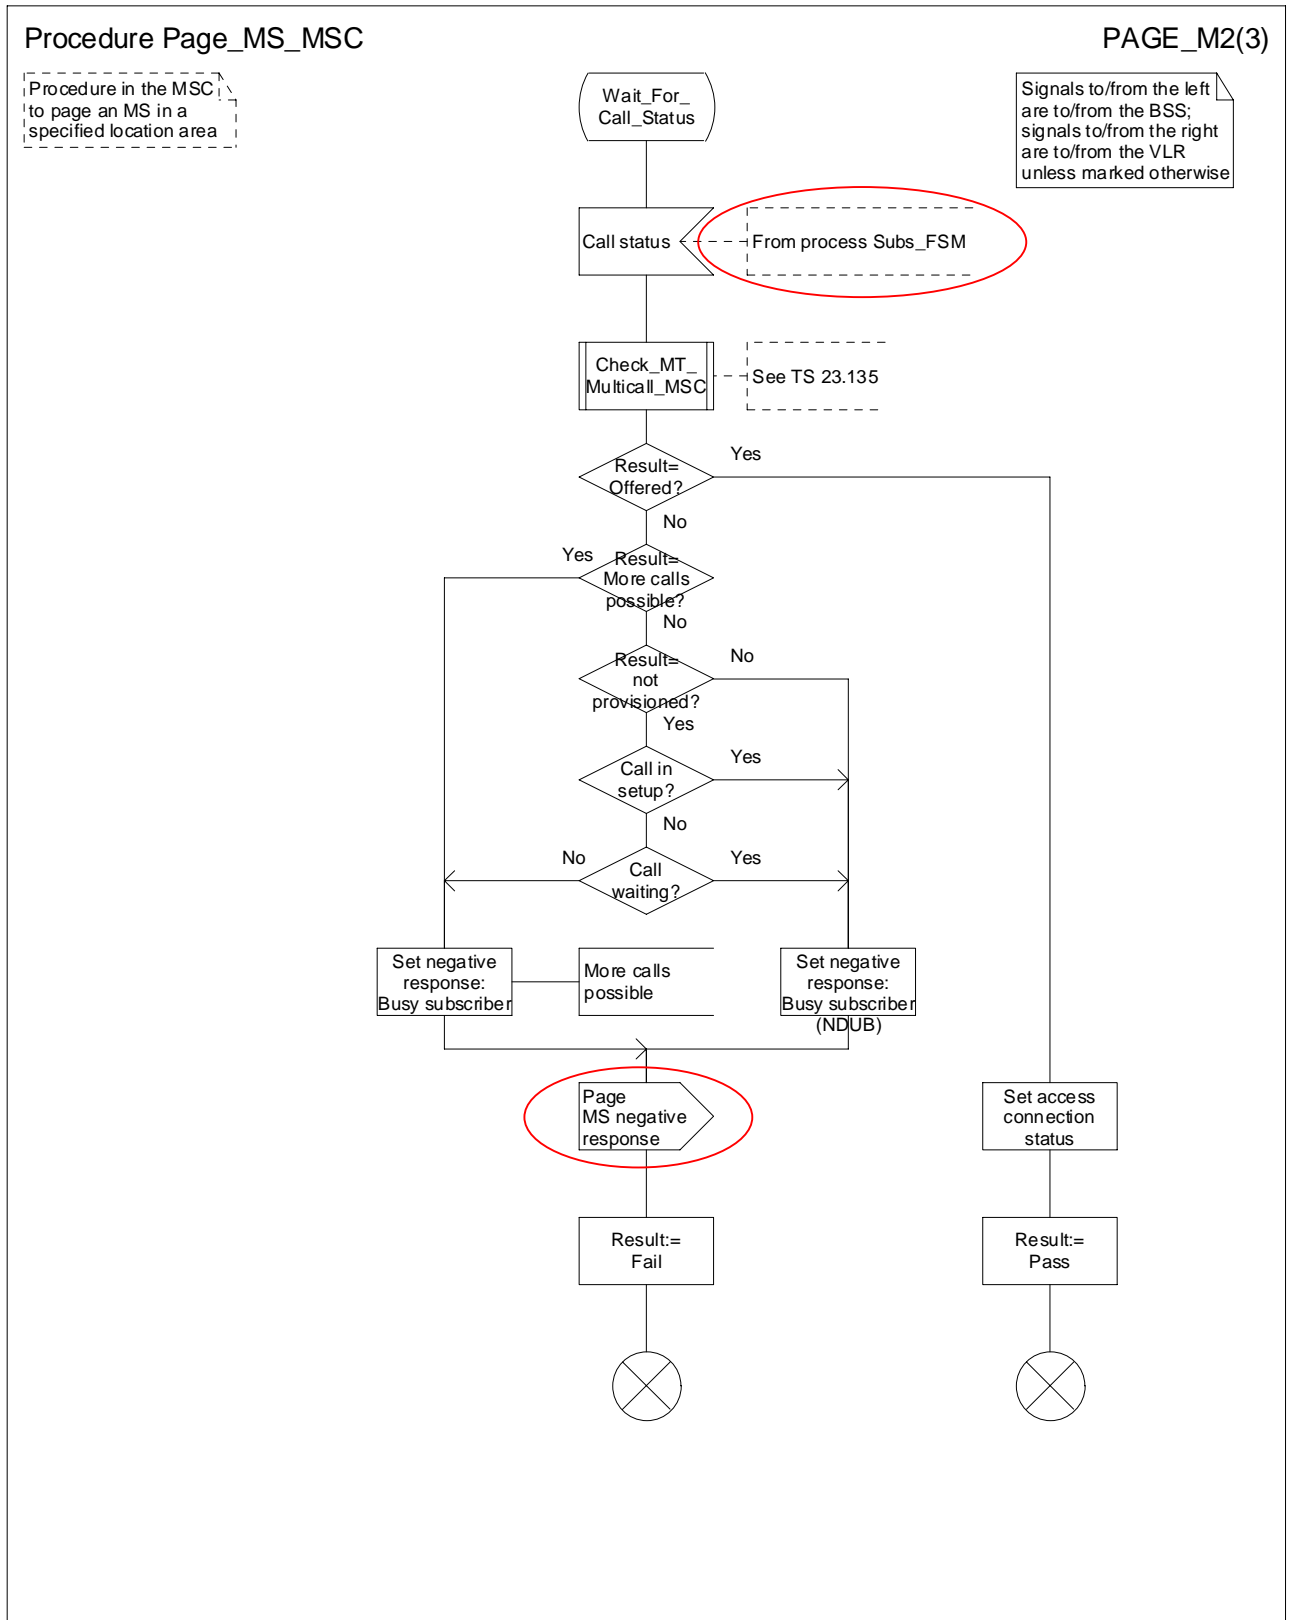 Procedure Page_MS_MSC
PAGE_M2(3)
Procedure in the MSC
to page an MS in a
specified location area
Wait_For_
Call_Status
Signals to/from the left
are to/from the BSS;
signals to/from the right
are to/from the VLR
unless marked otherwise
Call status
From process Subs_FSM
Check_MT_
Multicall_MSC
See TS 23.135
Result=
Offered?
Yes
No
Result=
More calls
possible?
Yes
No
Result=
not
provisioned?
No
Yes
Call in
setup?
Yes
No
Call
waiting?
No
Yes
Set negative
response:
Busy subscriber
More calls
possible
Set negative
response:
Busy subscriber
(NDUB)
Page
MS negative
response
Set access
connection
status
Result:=
Fail
Result:=
Pass